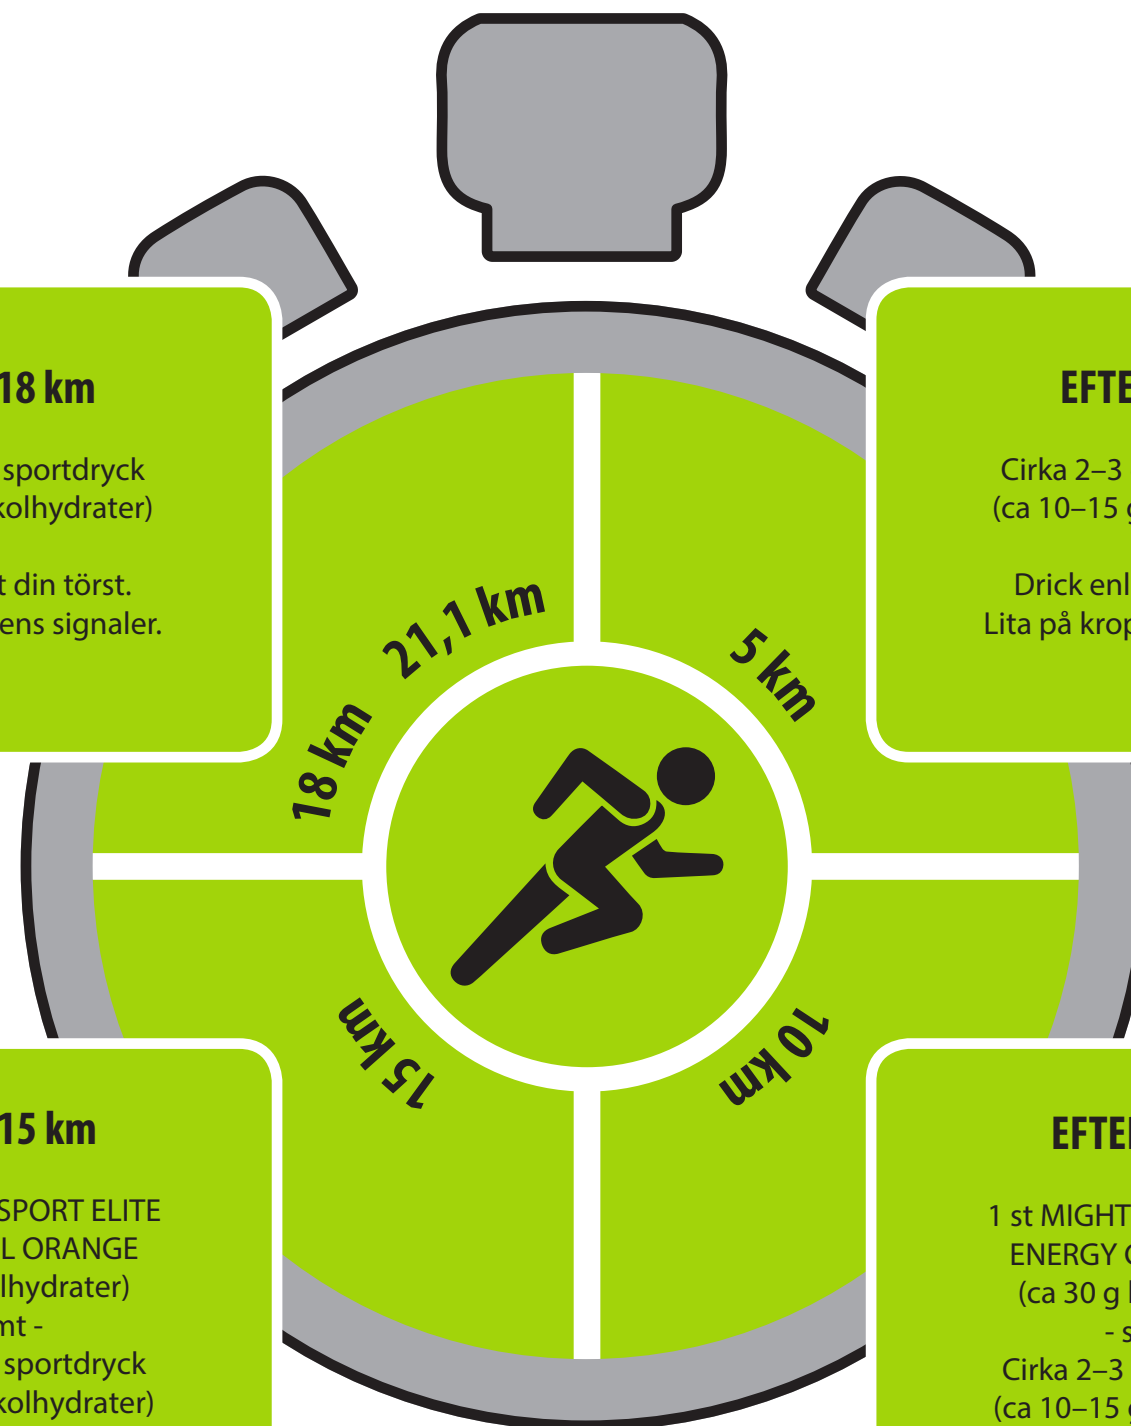 18 km
sportdryck
kolhydrater)
t din törst.
ens signaler.
EFTE
Cirka 2–3
(ca 10–15 g
Drick enl
Lita på krop
21,1 km
5 km
18 km
15 km
10 km
15 km
SPORT ELITE
L ORANGE
lhydrater)
mt -
sportdryck
kolhydrater)
EFTE
1 st MIGHT
ENERGY
(ca 30 g
- s
Cirka 2–3
(ca 10–15